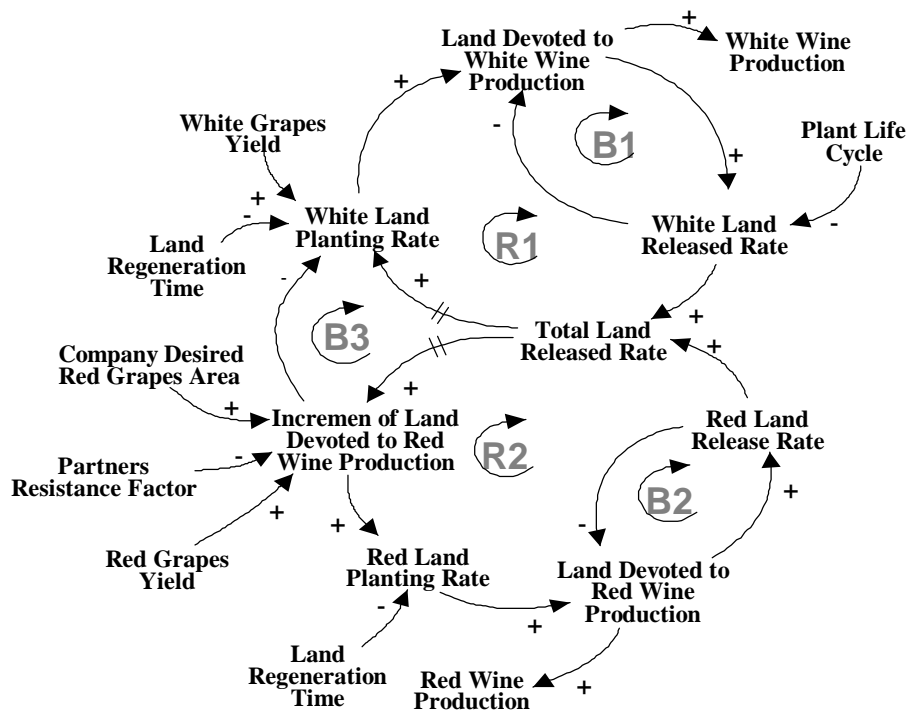 Land Devoted to
White Wine
Production
+
White Wine
Production
+
-
B1
+
White Grapes
Yield
Plant Life
Cycle
+
-
White Land
Planting Rate
R1
White Land
Released Rate
-
Land
Regeneration
Time
-
+
B3
Total Land
Released Rate
+
+
Company Desired
Red Grapes Area
+
+
Incremen of Land
Devoted to Red
Wine Production
R2
Red Land
Release Rate
-
Partners
Resistance Factor
+
B2
+
-
+
Red Grapes
Yield
Red Land
Planting Rate
Land Devoted to
Red Wine
Production
-
+
Land
Regeneration
Time
Red Wine
Production
+